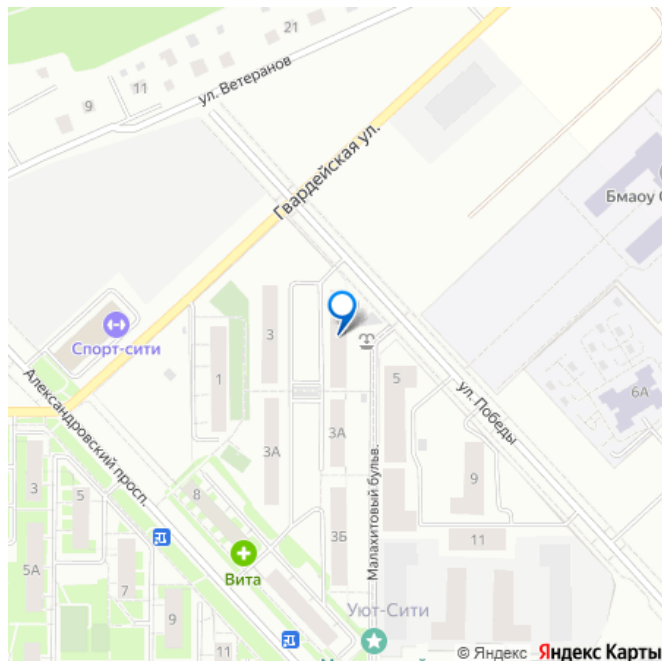 21
ул. Ветеранов
11
9
Гвардейская ул.
Бмаоу С
Спорт-сити
3
1
5
ул. Победы
6А
Александровский просп.
3А
3А
9
Малахитовый бульв.
3
5
8
3Б
11
5А
7
Вита
9
Уют-Сити
11
© Яндекс Яндекс Карты